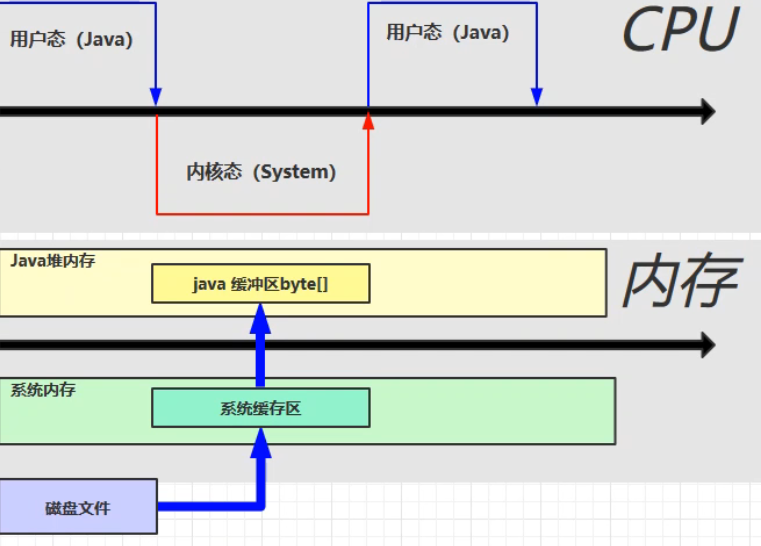 用户态（Java）
用户态（Java）
CPU
内核态（System）
Java堆内存
java 缓冲区byte[]
内存
系统内存
系统缓存区
磁盘文件